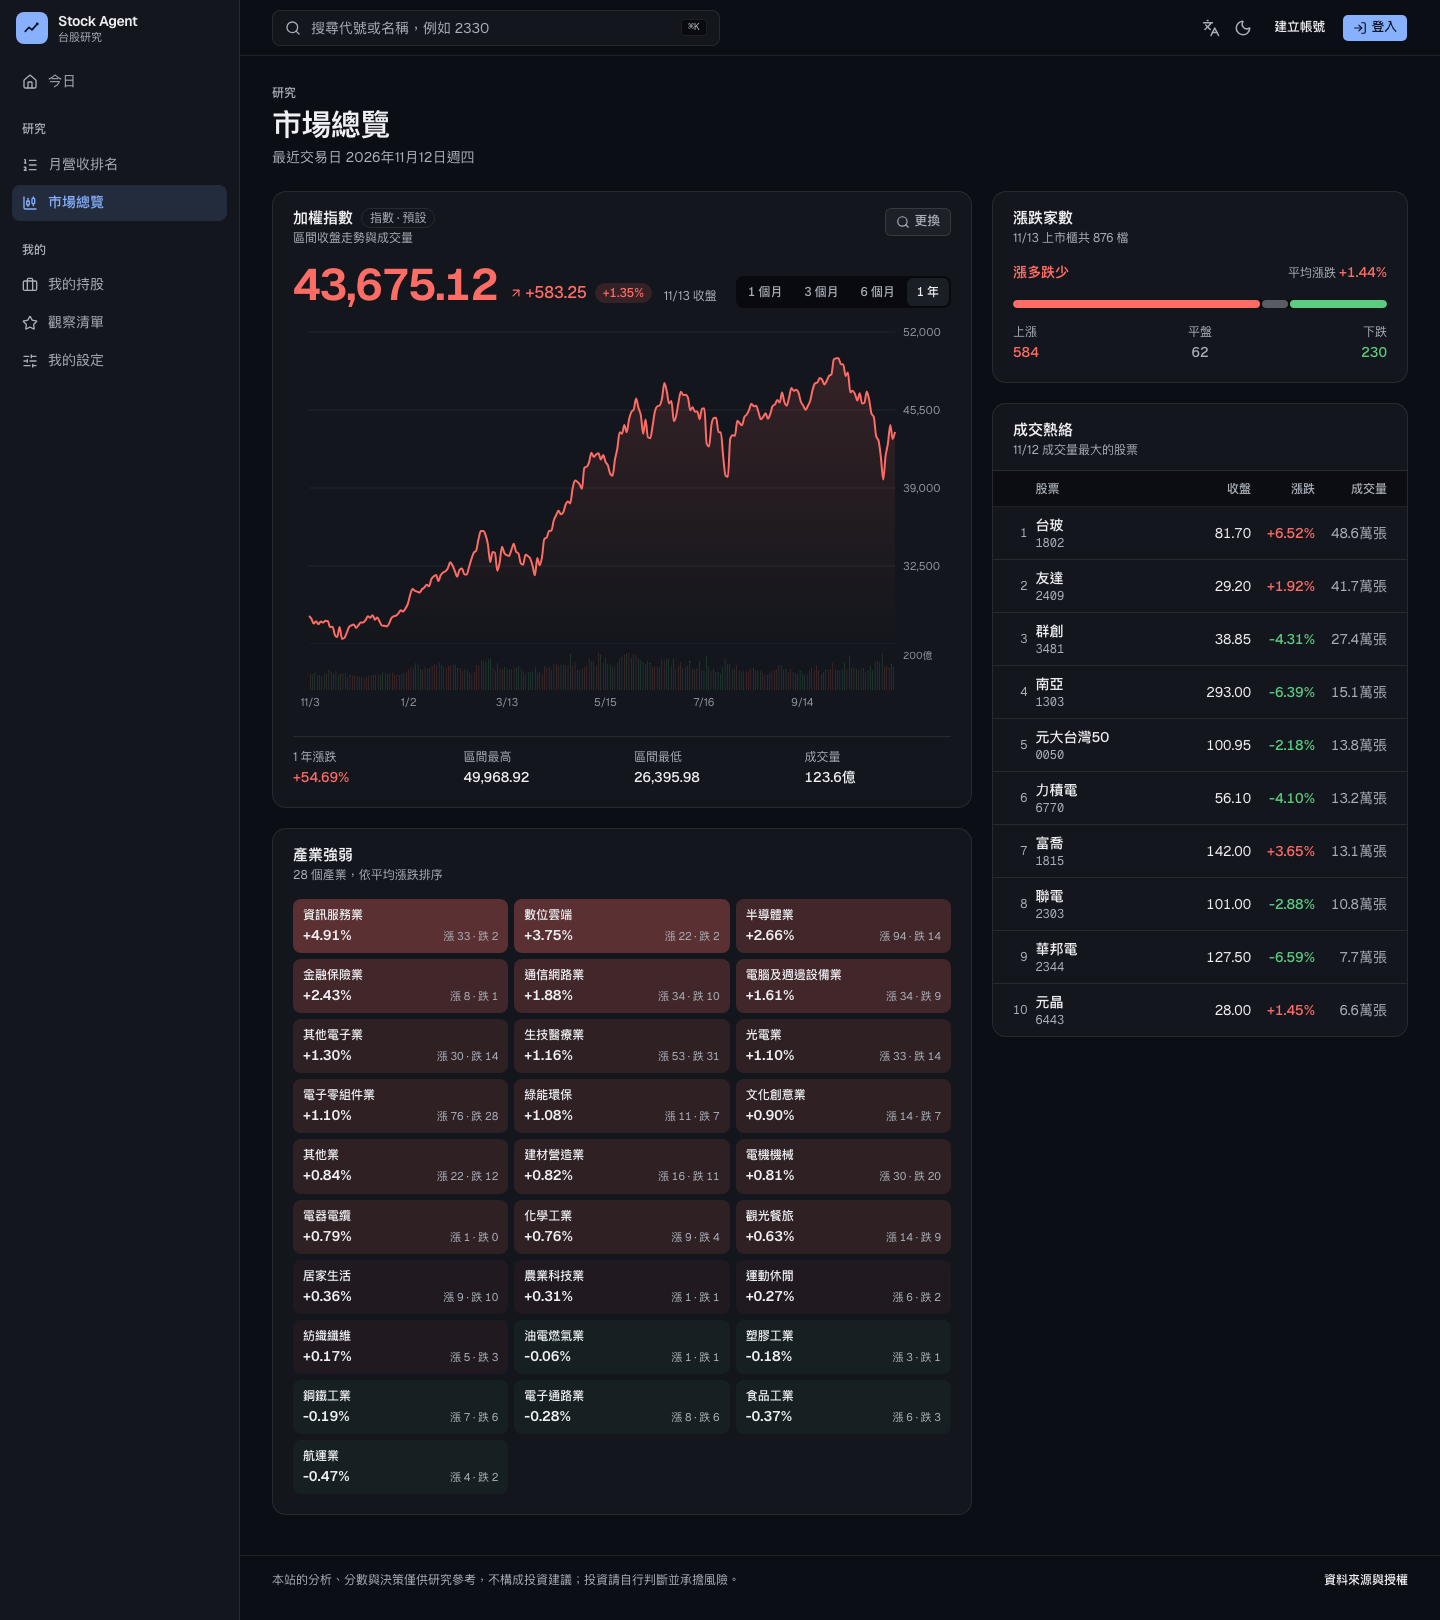 Stock Agent
台股研究
今日
研究
月營收排名
市場總覽
我的
我的持股
觀察清單
我的設定
搜尋代號或名稱，例如 2330
⌘K
建立帳號
登入
研究
市場總覽
最近交易日 2026年11月12日週四
加權指數 指數 · 預設
區間收盤走勢與成交量
更換
43,675.12 +583.25 +1.35% 11/13 收盤
1 個月 3 個月 6 個月 1 年
52,000
45,500
39,000
32,500
200億
11/3 1/2 3/13 5/15 7/16 9/14
1 年漲跌 區間最高 區間最低 成交量
+54.69% 49,968.92 26,395.98 123.6億
產業強弱
28 個產業，依平均漲跌排序
資訊服務業
+4.91% 漲 33 · 跌 2
數位雲端
+3.75% 漲 22 · 跌 2
半導體業
+2.66% 漲 94 · 跌 14
金融保險業
+2.43% 漲 8 · 跌 1
通信網路業
+1.88% 漲 34 · 跌 10
電腦及週邊設備業
+1.61% 漲 34 · 跌 9
其他電子業
+1.30% 漲 30 · 跌 14
生技醫療業
+1.16% 漲 53 · 跌 31
光電業
+1.10% 漲 33 · 跌 14
電子零組件業
+1.10% 漲 76 · 跌 28
綠能環保
+1.08% 漲 11 · 跌 7
文化創意業
+0.90% 漲 14 · 跌 7
其他業
+0.84% 漲 22 · 跌 12
建材營造業
+0.82% 漲 16 · 跌 11
電機機械
+0.81% 漲 30 · 跌 20
電器電纜
+0.79% 漲 1 · 跌 0
化學工業
+0.76% 漲 9 · 跌 4
觀光餐旅
+0.63% 漲 14 · 跌 9
居家生活
+0.36% 漲 9 · 跌 10
農業科技業
+0.31% 漲 1 · 跌 1
運動休閒
+0.27% 漲 6 · 跌 2
紡織纖維
+0.17% 漲 5 · 跌 3
油電燃氣業
-0.06% 漲 1 · 跌 1
塑膠工業
-0.18% 漲 3 · 跌 1
鋼鐵工業
-0.19% 漲 7 · 跌 6
電子通路業
-0.28% 漲 8 · 跌 6
食品工業
-0.37% 漲 6 · 跌 3
航運業
-0.47% 漲 4 · 跌 2
漲跌家數
11/13 上市櫃共 876 檔
漲多跌少 平均漲跌 +1.44%
上漲 平盤 下跌
584 62 230
成交熱絡
11/12 成交量最大的股票
股票 收盤 漲跌 成交量
1 台玻 81.70 +6.52% 48.6萬張
1802
2 友達 29.20 +1.92% 41.7萬張
2409
3 群創 38.85 -4.31% 27.4萬張
3481
4 南亞 293.00 -6.39% 15.1萬張
1303
5 元大台灣50 100.95 -2.18% 13.8萬張
0050
6 力積電 56.10 -4.10% 13.2萬張
6770
7 富喬 142.00 +3.65% 13.1萬張
1815
8 聯電 101.00 -2.88% 10.8萬張
2303
9 華邦電 127.50 -6.59% 7.7萬張
2344
10 元晶 28.00 +1.45% 6.6萬張
6443
本站的分析、分數與決策僅供研究參考，不構成投資建議；投資請自行判斷並承擔風險。
資料來源與授權